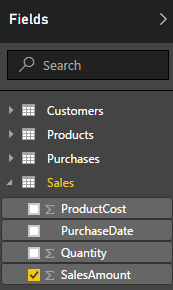 Fields
Search
Customers
Products
Purchases
Sales
Σ ProductCost
PurchaseDate
Σ Quantity
Σ SalesAmount